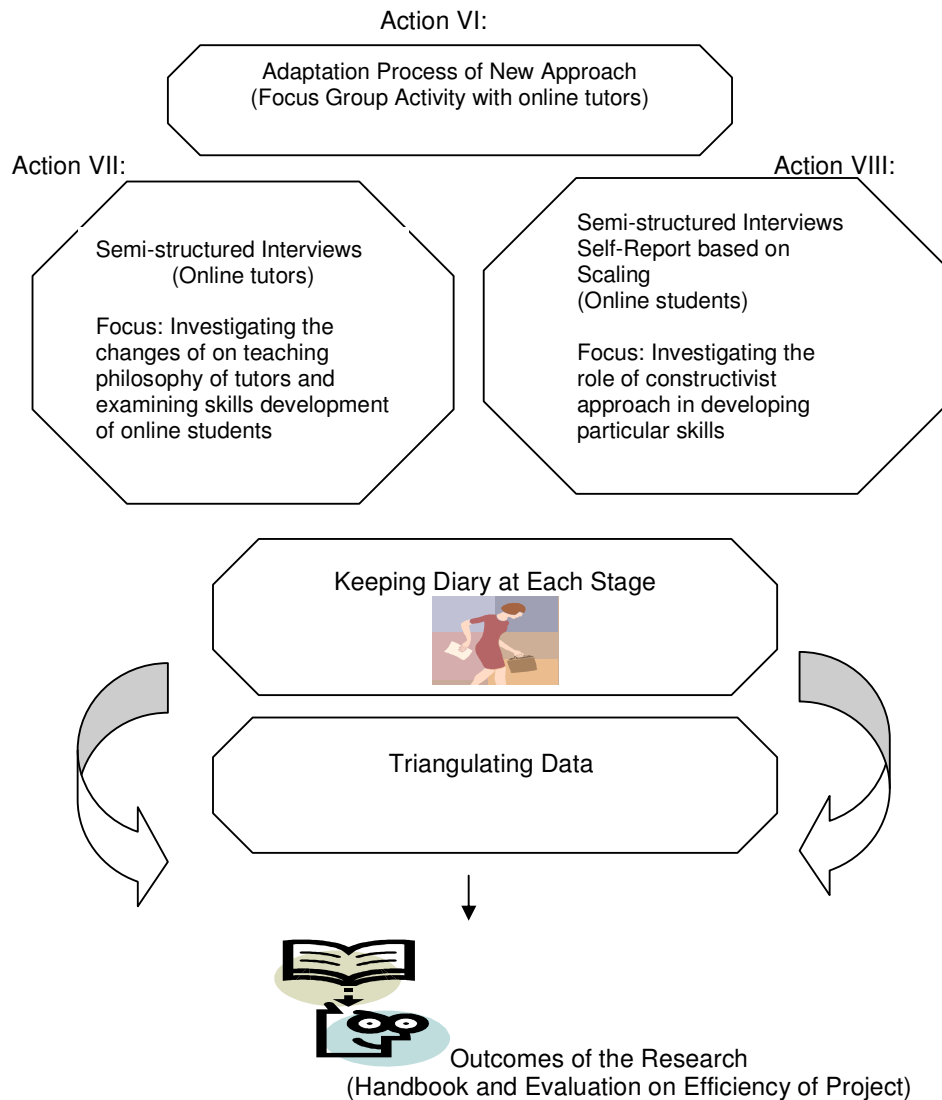 Action VI:
Adaptation Process of New Approach
(Focus Group Activity with online tutors)
Action VII:
Action VIII:
Semi-structured Interviews
(Online tutors)
Focus: Investigating the
changes of on teaching
philosophy of tutors and
examining skills development
of online students
Semi-structured Interviews
Self-Report based on
Scaling
(Online students)
Focus: Investigating the
role of constructivist
approach in developing
particular skills
Keeping Diary at Each Stage
Triangulating Data
Outcomes of the Research
(Handbook and Evaluation on Efficiency of Project)